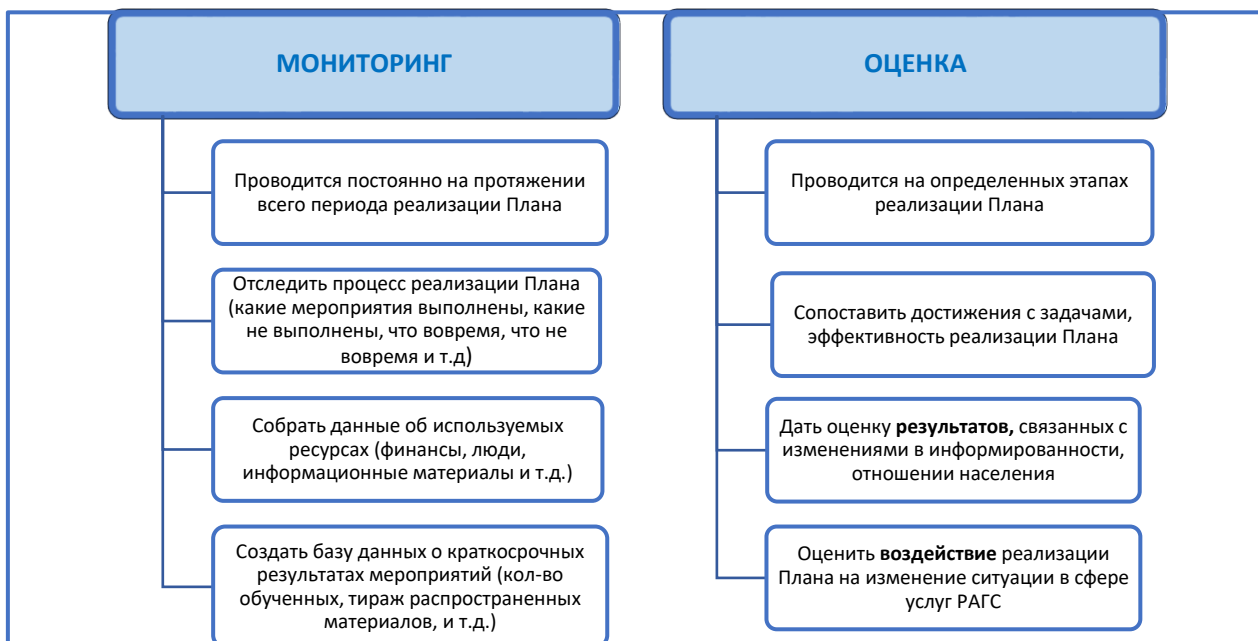 МОНИТОРИНГ
Проводится постоянно на протяжении
всего периода реализации Плана
Отследить процесс реализации Плана
(какие мероприятия выполнены, какие
не выполнены, что вовремя, что не
вовремя и т.д)
Собрать данные об используемых
ресурсах (финансы, люди,
информационные материалы и т.д.)
Создать базу данных о краткосрочных
результатах мероприятий (кол-во
обученных, тираж распространенных
материалов, и т.д.)
ОЦЕНКА
Проводится на определенных этапах
реализации Плана
Сопоставить достижения с задачами,
эффективность реализации Плана
Дать оценку результатов, связанных с
изменениями в информированности,
отношении населения
Оценить воздействие реализации
Плана на изменение ситуации в сфере
услуг РАГС